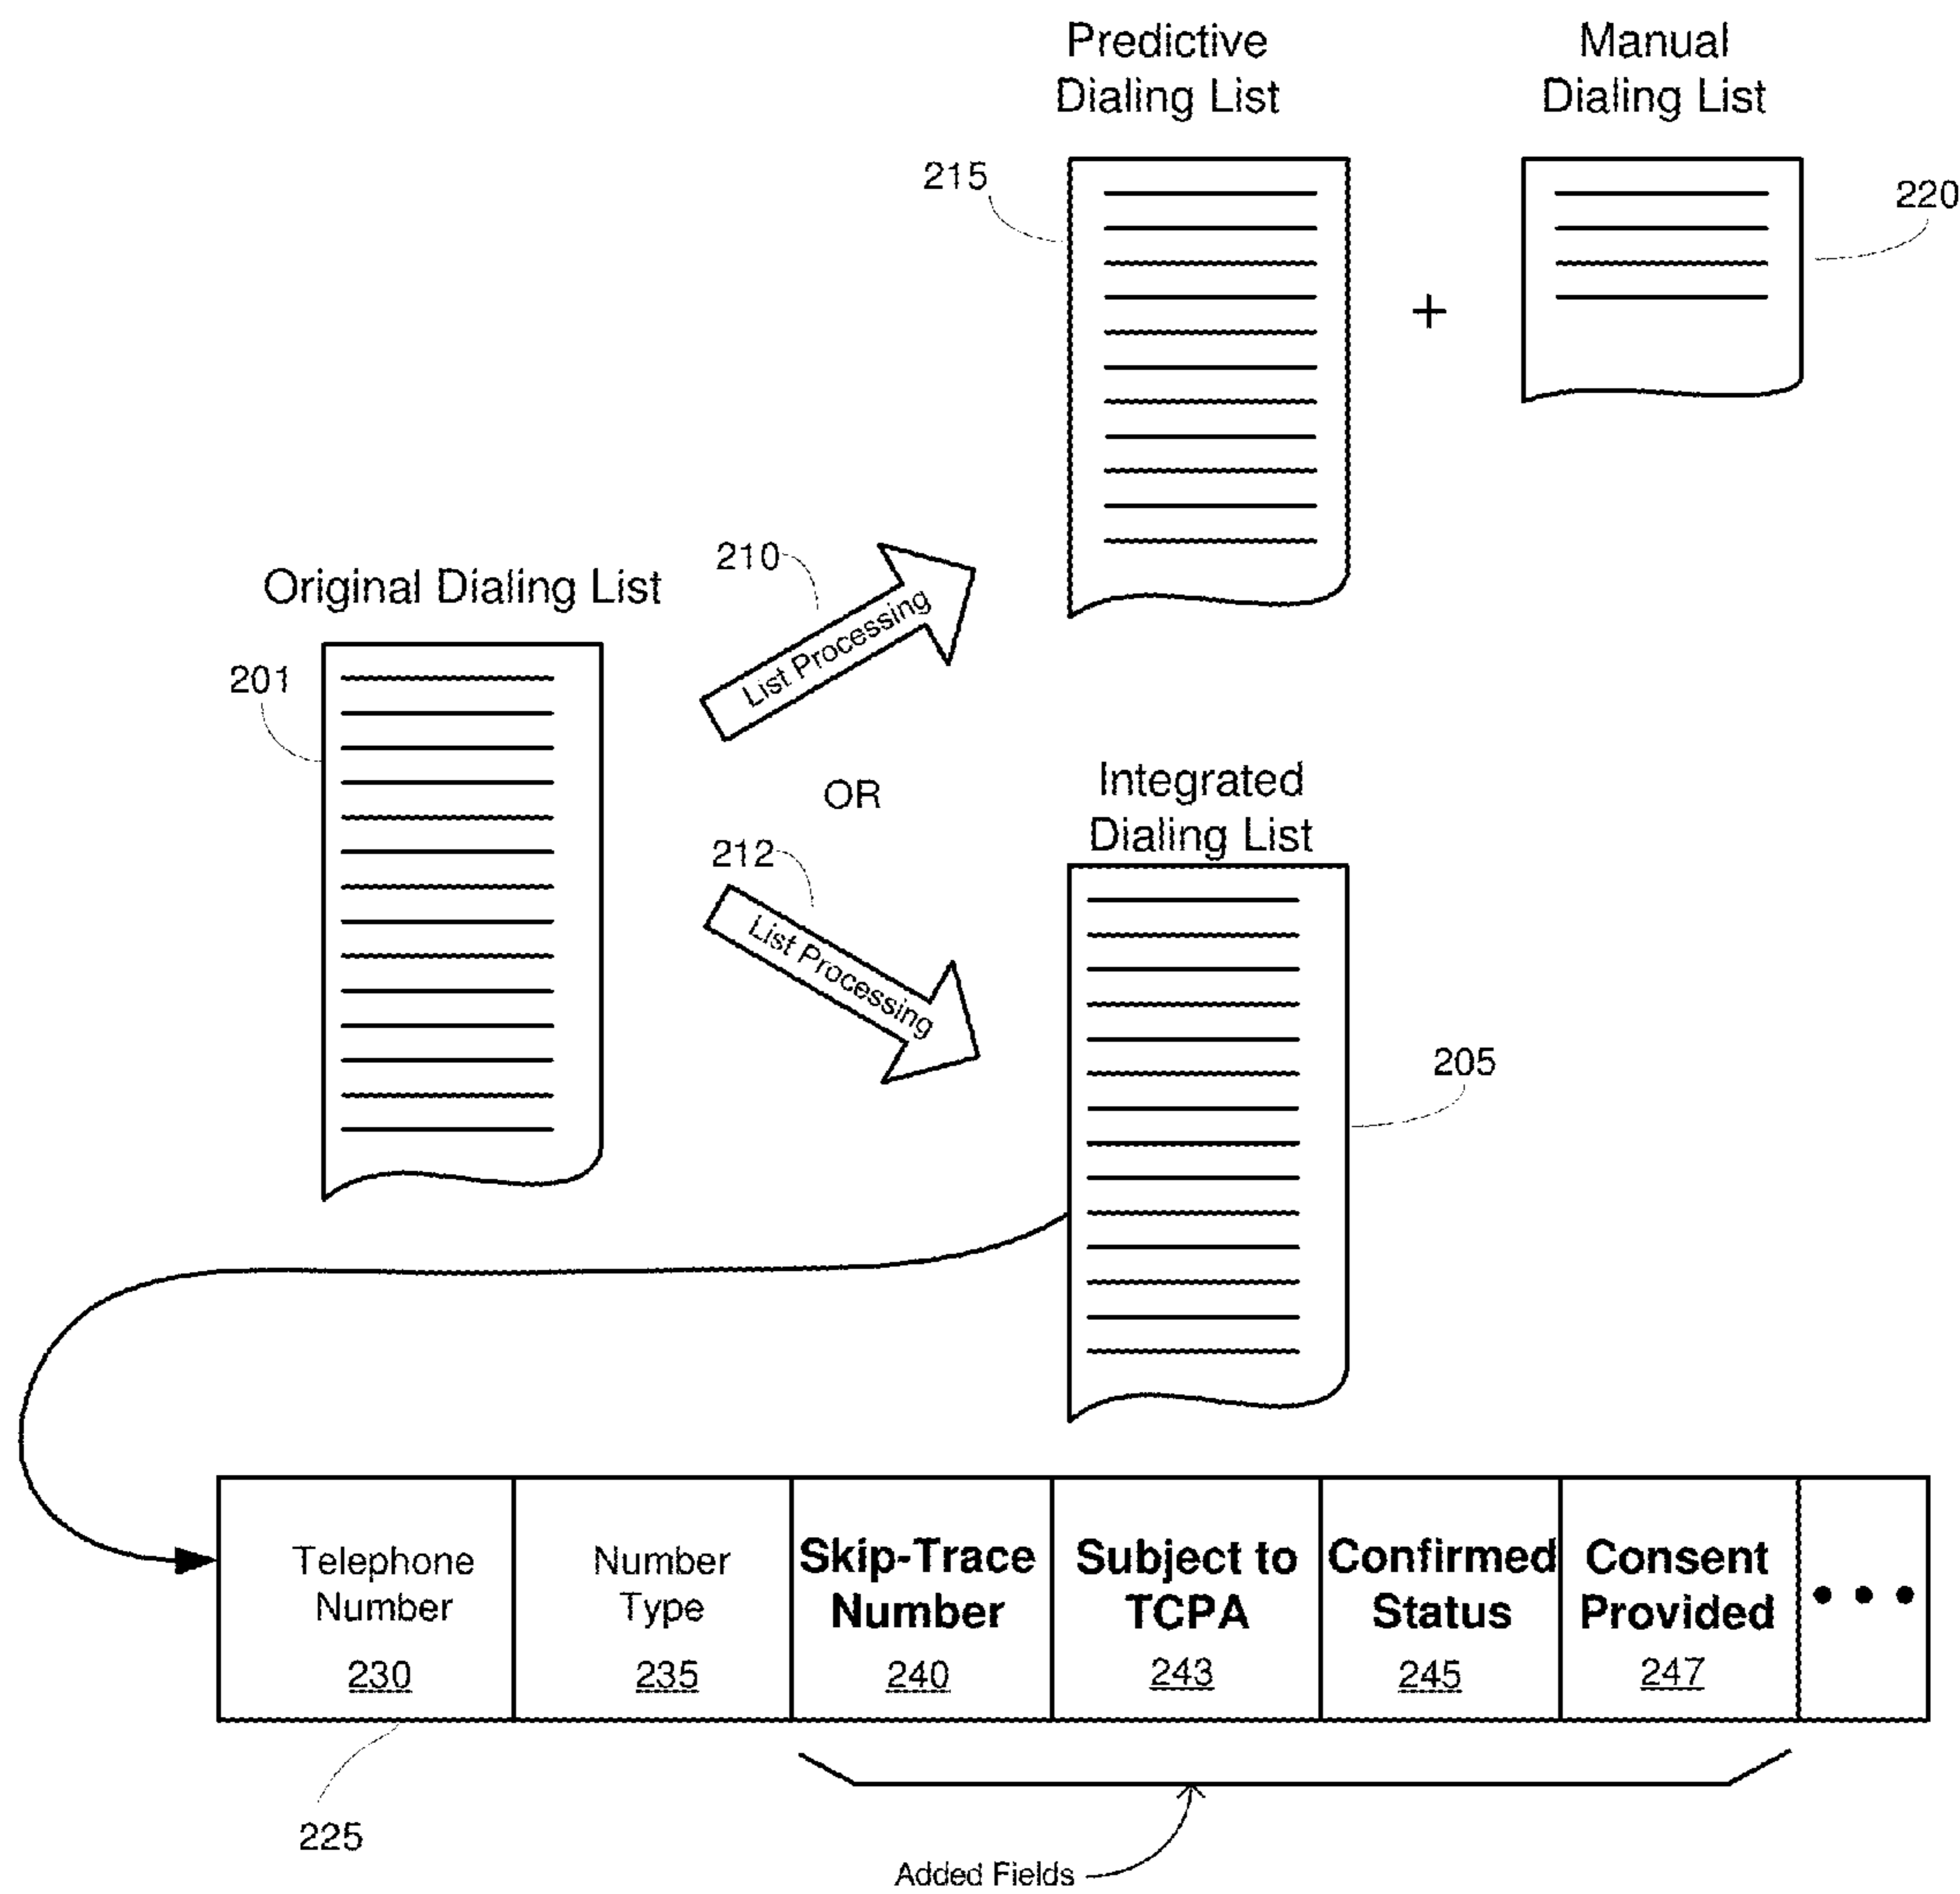 Predictive
Dialing List
Manual
Dialing List
215
220
+
210
List Processing
Original Dialing List
201
OR
212
List Processing
Integrated
Dialing List
205
Telephone
Number
230
Number
Type
235
Skip-Trace
Number
240
Subject to
TCPA
243
Confirmed
Status
245
Consent
Provided
247
• • •
225
Added Fields